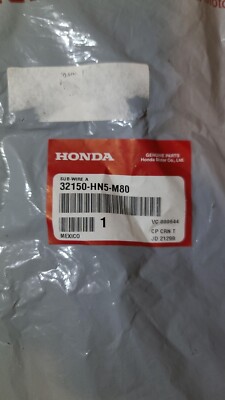 HONDA
GENUINE PARTS
Honda Motor Co., Ltd.
SUB WIRE A
32150-HN5-M80
1
MEXICO